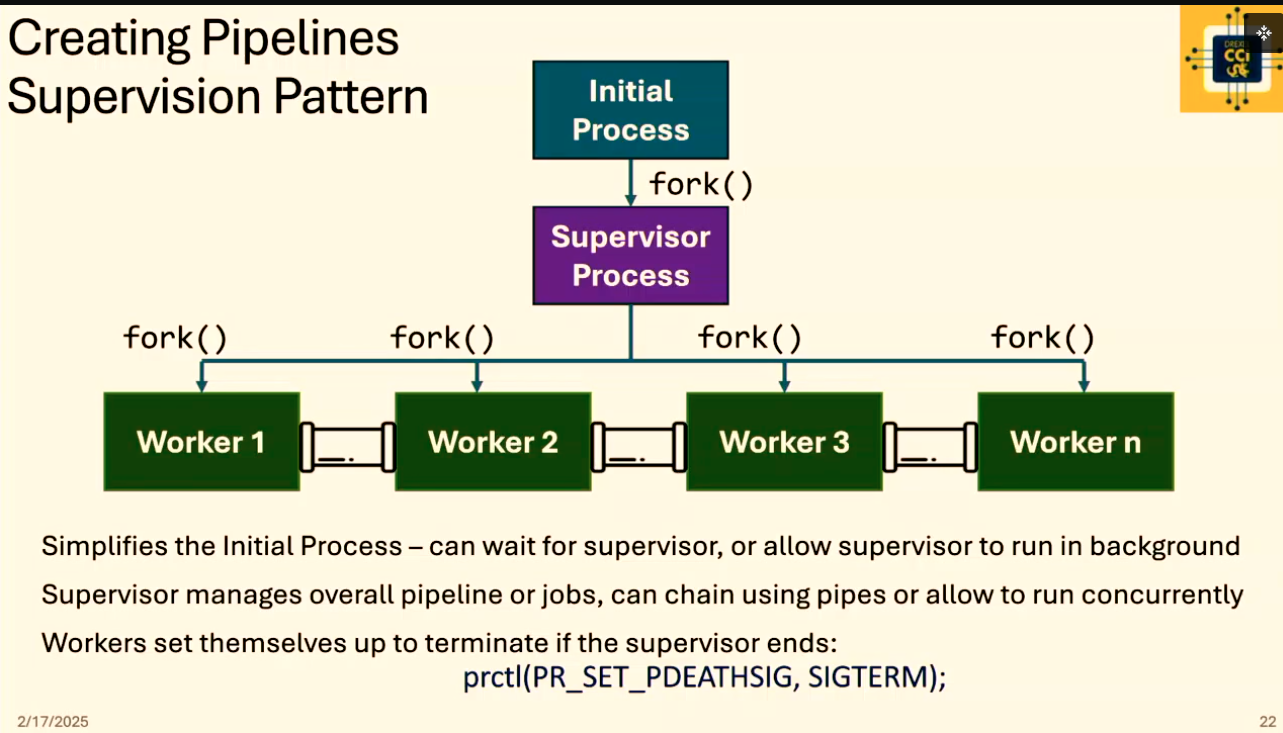 Creating Pipelines
Supervision Pattern
DREXEL
CCI
Initial
Process
fork()
Supervisor
Process
fork() fork() fork() fork()
Worker 1 Worker 2 Worker 3 Worker n
Simplifies the Initial Process – can wait for supervisor, or allow supervisor to run in background
Supervisor manages overall pipeline or jobs, can chain using pipes or allow to run concurrently
Workers set themselves up to terminate if the supervisor ends:
prctl(PR_SET_PDEATHSIG, SIGTERM);
2/17/2025 22